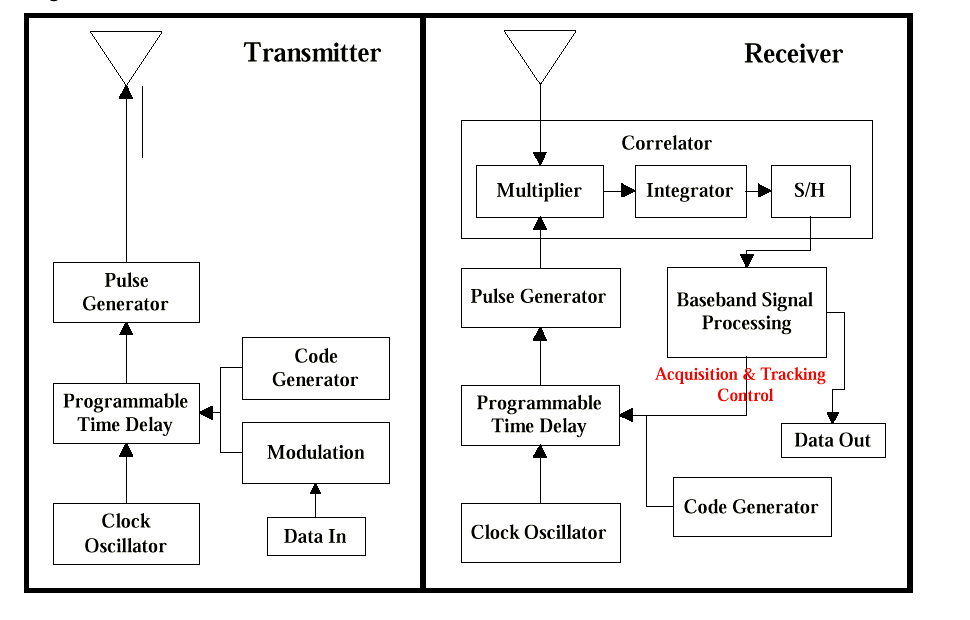 Transmitter
Pulse
Generator
Code
Generator
Programmable
Time Delay
Modulation
Clock
Oscillator
Data In
Receiver
Correlator
Multiplier
Integrator
S/H
Pulse Generator
Baseband Signal
Processing
Acquisition & Tracking
Control
Programmable
Time Delay
Data Out
Code Generator
Clock Oscillator